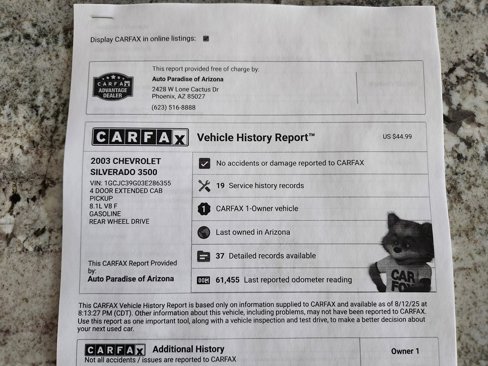 Display CARFAX in online listings:
This report provided free of charge by:
Auto Paradise of Arizona
2428 W Lone Cactus Dr
Phoenix, AZ 85027
(623) 516-8888
CARFAX
ADVANTAGE
DEALER
CARFAX Vehicle History Report™
US $44.99
2003 CHEVROLET
SILVERADO 3500
VIN: 1GCJC39G03E286355
4 DOOR EXTENDED CAB
PICKUP
8.1L V8 F
GASOLINE
REAR WHEEL DRIVE
This CARFAX Report Provided
by:
Auto Paradise of Arizona
No accidents or damage reported to CARFAX
19 Service history records
1 CARFAX 1-Owner vehicle
Last owned in Arizona
37 Detailed records available
61,455 Last reported odometer reading
CAR
FOX
This CARFAX Vehicle History Report is based only on information supplied to CARFAX and available as of 8/12/25 at
8:13:27 PM (CDT). Other information about this vehicle, including problems, may not have been reported to CARFAX.
Use this report as one important tool, along with a vehicle inspection and test drive, to make a better decision about
your next used car.
CARFAX Additional History
Not all accidents / issues are reported to CARFAX
Owner 1